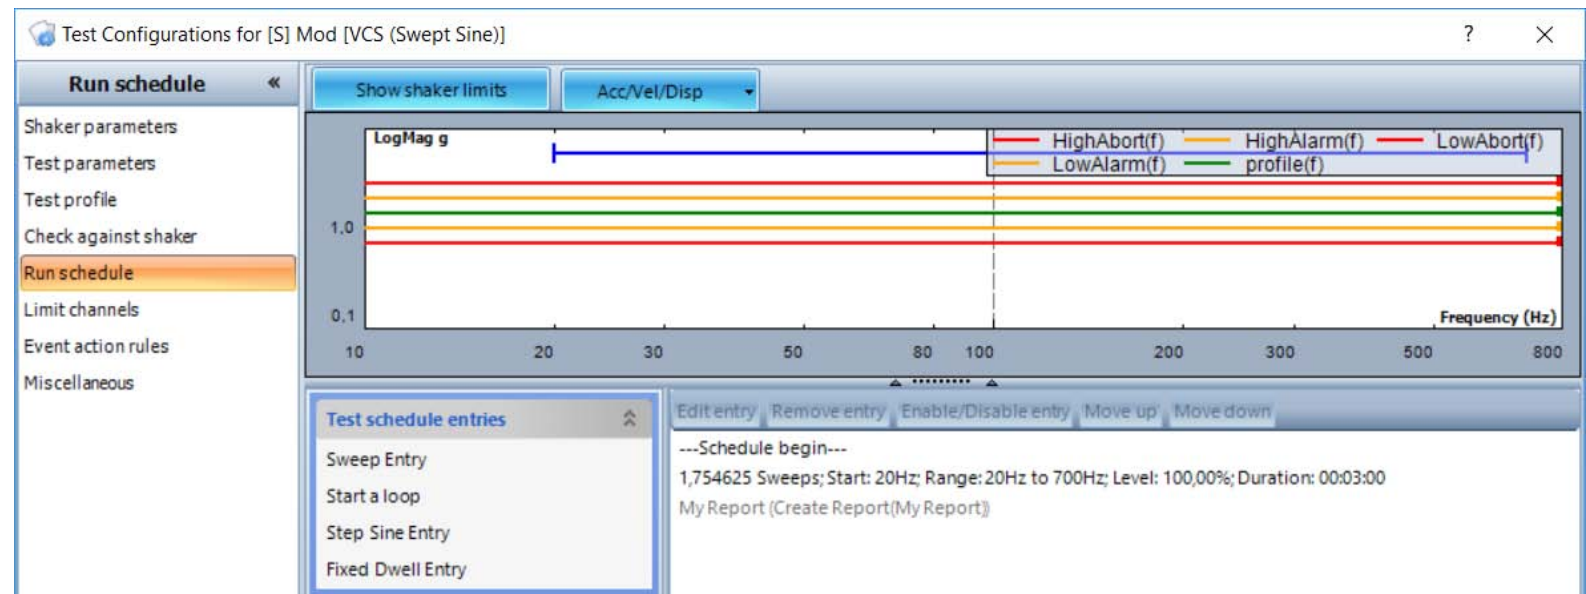 Test Configurations for [S] Mod [VCS (Swept Sine)]
?
Run schedule «
Shaker parameters
Test parameters
Test profile
Check against shaker
Run schedule
Limit channels
Event action rules
Miscellaneous
Show shaker limits Acc/Vel/Disp
LogMag g
HighAbort(f) HighAlarm(f) LowAbort(f)
LowAlarm(f) profile(f)
1,0
0,1
Frequency (Hz)
10 20 30 50 80 100 200 300 500 800
Test schedule entries
Sweep Entry
Start a loop
Step Sine Entry
Fixed Dwell Entry
Edit entry Remove entry Enable/Disable entry Move up Move down
---Schedule begin---
1,754625 Sweeps; Start: 20Hz; Range: 20Hz to 700Hz; Level: 100,00%; Duration: 00:03:00
My Report (Create Report(My Report))